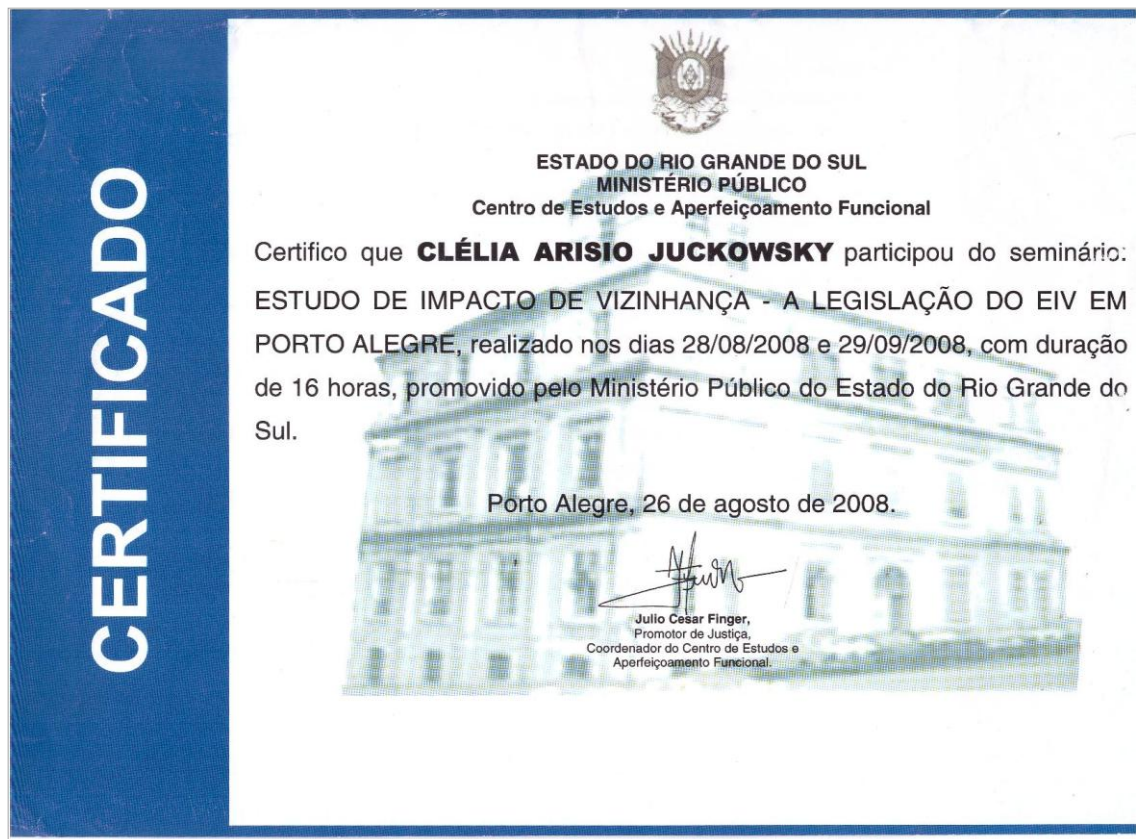 CERTIFICADO
ESTADO DO RIO GRANDE DO SUL
MINISTÉRIO PÚBLICO
Centro de Estudos e Aperfeiçoamento Funcional
Certifico que CLÉLIA ARISIO JUCKOWSKY participou do seminário:
ESTUDO DE IMPACTO DE VIZINHANÇA - A LEGISLAÇÃO DO EIV EM
PORTO ALEGRE, realizado nos dias 28/08/2008 e 29/09/2008, com duração
de 16 horas, promovido pelo Ministério Público do Estado do Rio Grande do
Sul.
Porto Alegre, 26 de agosto de 2008.
Julio Cesar Finger,
Promotor de Justiça,
Coordenador do Centro de Estudos e
Aperfeiçoamento Funcional.